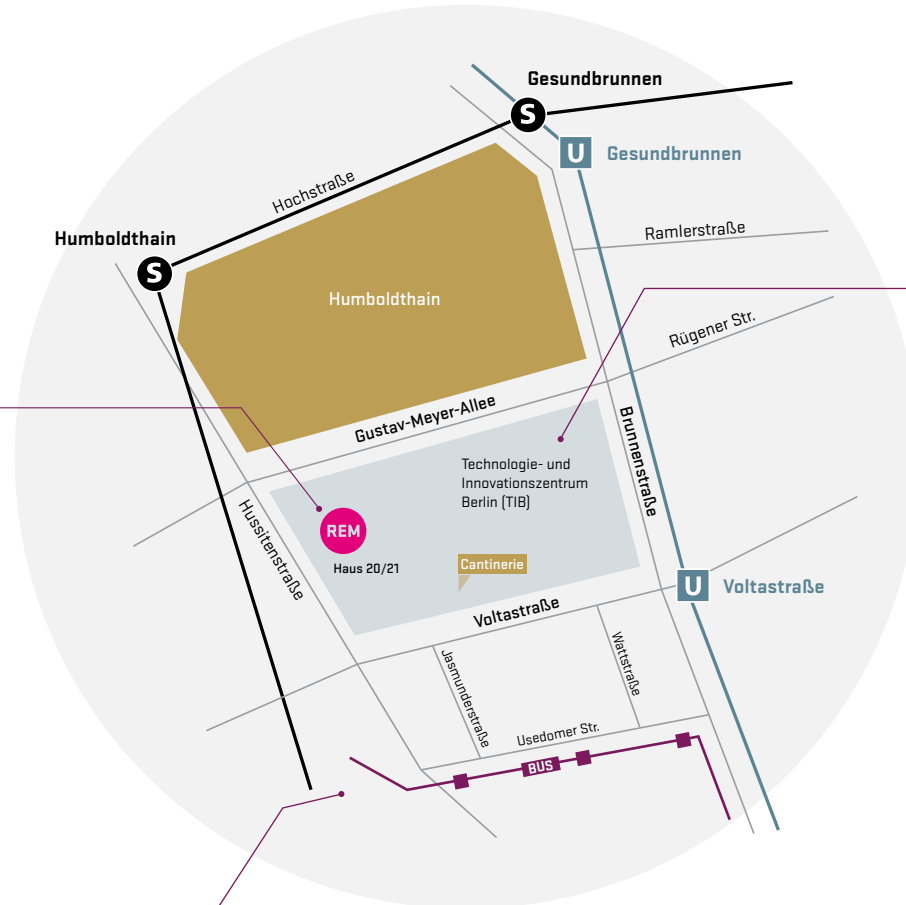 Gesundbrunnen
S
U
Gesundbrunnen
Hochstraße
Ramlerstraße
Humboldthain
S
Humboldthain
Rügener Str.
Gustav-Meyer-Allee
Brunnenstraße
Technologie- und
Innovationszentrum
Berlin (TIB)
Hussitenstraße
REM
Haus 20/21
Cantinerie
U
Voltastraße
Voltastraße
Wattstraße
Jasmunderstraße
Usedomer Str.
BUS